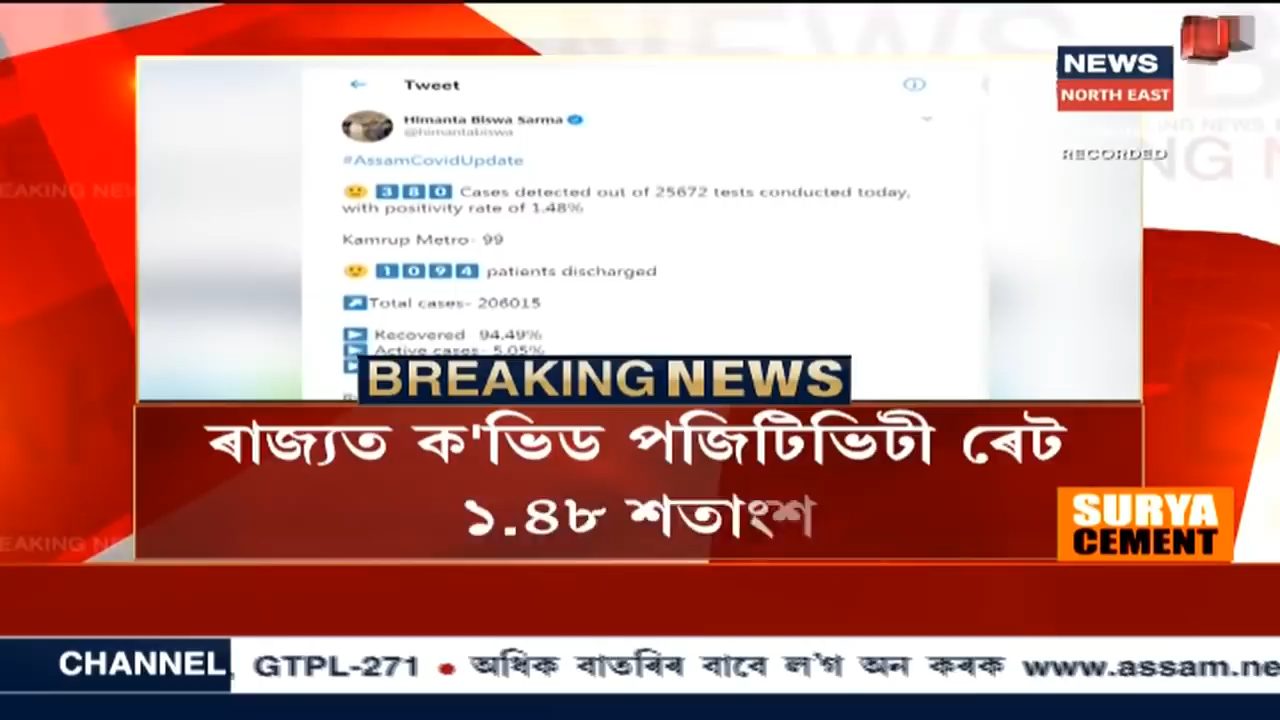 NEWS
NORTH EAST
RECORDED
Tweet
Himanta Biswa Sarma
@himantabiswa
#AssamCovidUpdate
380 Cases detected out of 25672 tests conducted today,
with positivity rate of 1.48%
Kamrup Metro- 99
1094 patients discharged
Total cases- 206015
Recovered 94.49%
Active cases- 5.05%
BREAKING NEWS
ৰাজ্যত ক'ভিড পজিটিভিটী ৰেট
১.৪৮ শতাংশ
SURYA
CEMENT
CHANNEL, GTPL-271 • অধিক বাতৰিৰ বাবে ল'গ অন কৰক www.assam.ne